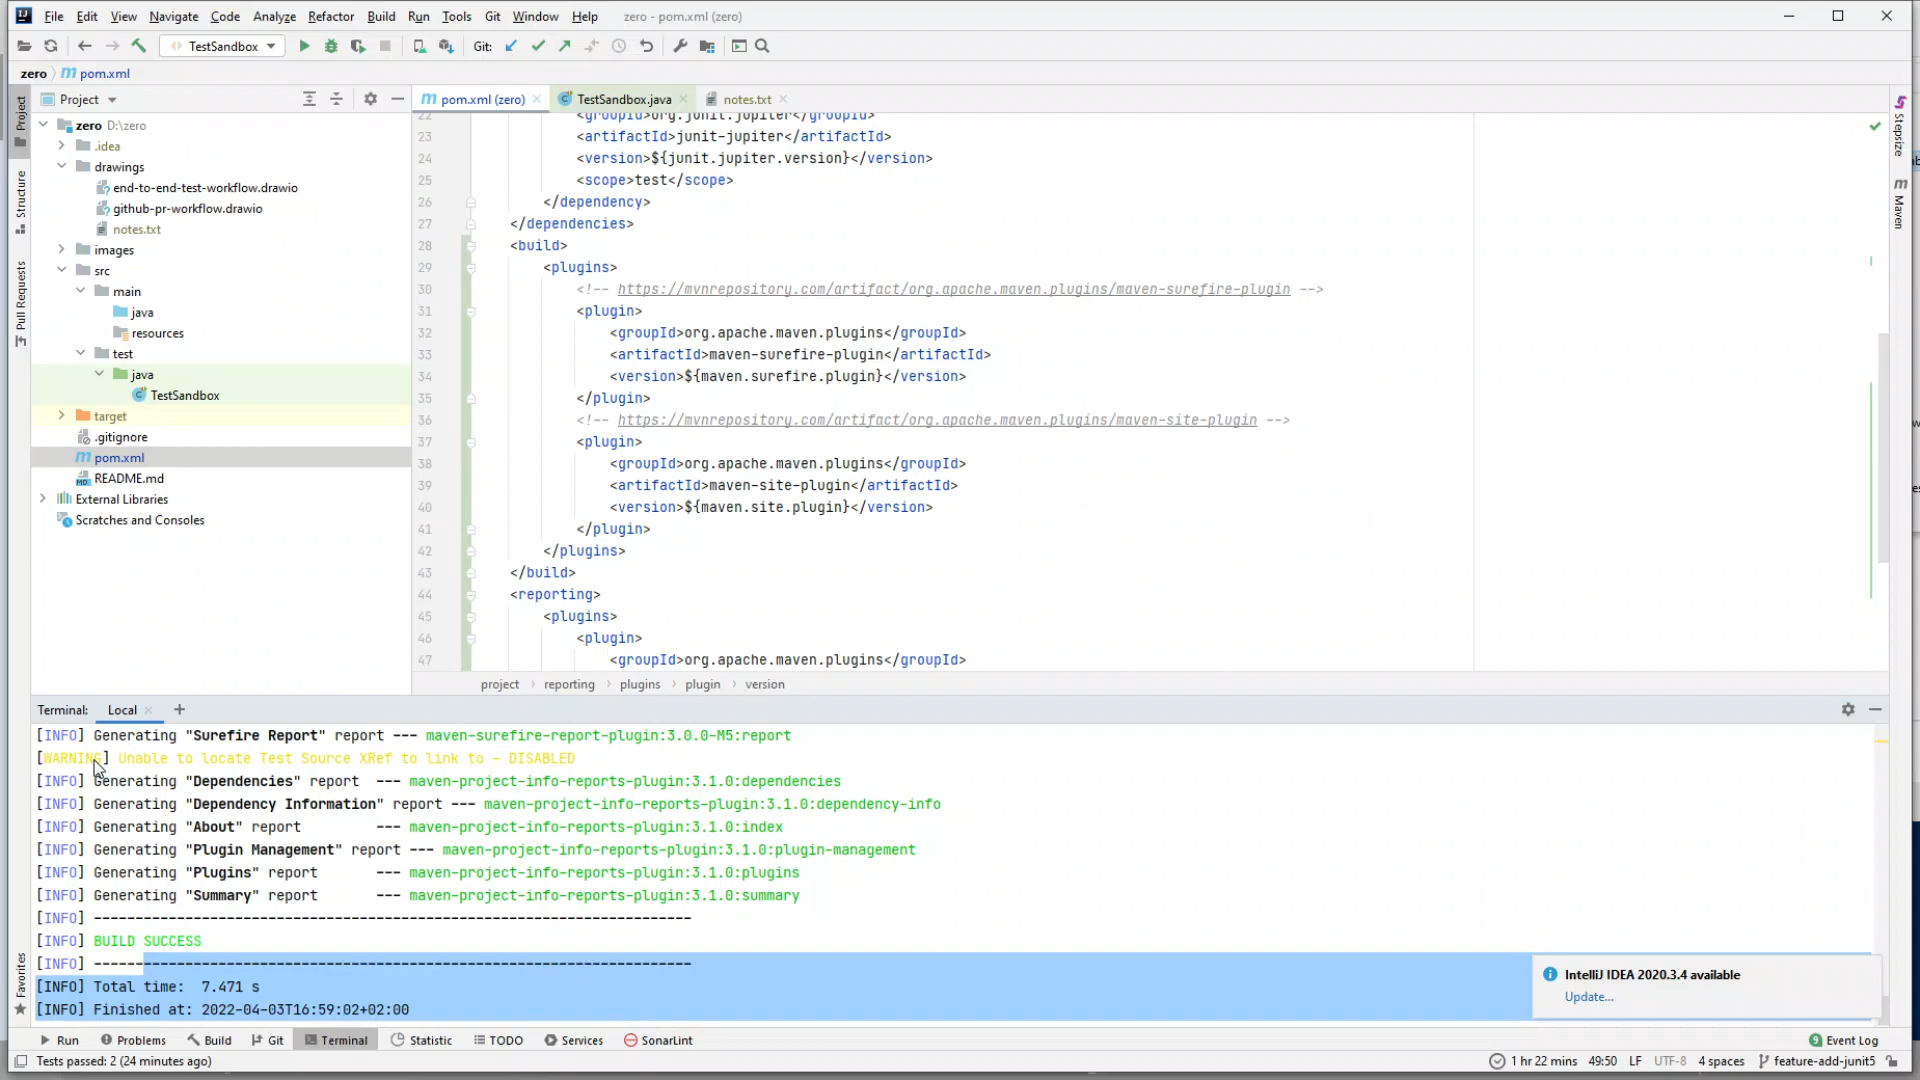 File Edit View Navigate Code Analyze Refactor Build Run Tools Git Window Help zero - pom.xml (zero)
TestSandbox Git:
zero pom.xml
Project
pom.xml (zero) TestSandbox.java notes.txt
zero D:\zero
.idea
drawings
end-to-end-test-workflow.drawio
github-pr-workflow.drawio
notes.txt
images
src
main
java
resources
test
java
TestSandbox
target
.gitignore
pom.xml
README.md
External Libraries
Scratches and Consoles
Project
Structure
Pull Requests
Favorites
22 <groupId>org.junit.jupiter</groupId>
23 <artifactId>junit-jupiter</artifactId>
24 <version>${junit.jupiter.version}</version>
25 <scope>test</scope>
26 </dependency>
27 </dependencies>
28 <build>
29 <plugins>
30 <!-- https://mvnrepository.com/artifact/org.apache.maven.plugins/maven-surefire-plugin -->
31 <plugin>
32 <groupId>org.apache.maven.plugins</groupId>
33 <artifactId>maven-surefire-plugin</artifactId>
34 <version>${maven.surefire.plugin}</version>
35 </plugin>
36 <!-- https://mvnrepository.com/artifact/org.apache.maven.plugins/maven-site-plugin -->
37 <plugin>
38 <groupId>org.apache.maven.plugins</groupId>
39 <artifactId>maven-site-plugin</artifactId>
40 <version>${maven.site.plugin}</version>
41 </plugin>
42 </plugins>
43 </build>
44 <reporting>
45 <plugins>
46 <plugin>
47 <groupId>org.apache.maven.plugins</groupId>
project › reporting › plugins › plugin › version
Stepsize
Maven
Terminal: Local
[INFO] Generating "Surefire Report" report --- maven-surefire-report-plugin:3.0.0-M5:report
[WARNING] Unable to locate Test Source XRef to link to - DISABLED
[INFO] Generating "Dependencies" report --- maven-project-info-reports-plugin:3.1.0:dependencies
[INFO] Generating "Dependency Information" report --- maven-project-info-reports-plugin:3.1.0:dependency-info
[INFO] Generating "About" report --- maven-project-info-reports-plugin:3.1.0:index
[INFO] Generating "Plugin Management" report --- maven-project-info-reports-plugin:3.1.0:plugin-management
[INFO] Generating "Plugins" report --- maven-project-info-reports-plugin:3.1.0:plugins
[INFO] Generating "Summary" report --- maven-project-info-reports-plugin:3.1.0:summary
[INFO] ------------------------------------------------------------------------
[INFO] BUILD SUCCESS
[INFO] ------------------------------------------------------------------------
[INFO] Total time: 7.471 s
[INFO] Finished at: 2022-04-03T16:59:02+02:00
IntelliJ IDEA 2020.3.4 available
Update...
Run Problems Build Git Terminal Statistic TODO Services SonarLint 9 Event Log
Tests passed: 2 (24 minutes ago) 1 hr 22 mins 49:50 LF UTF-8 4 spaces feature-add-junit5